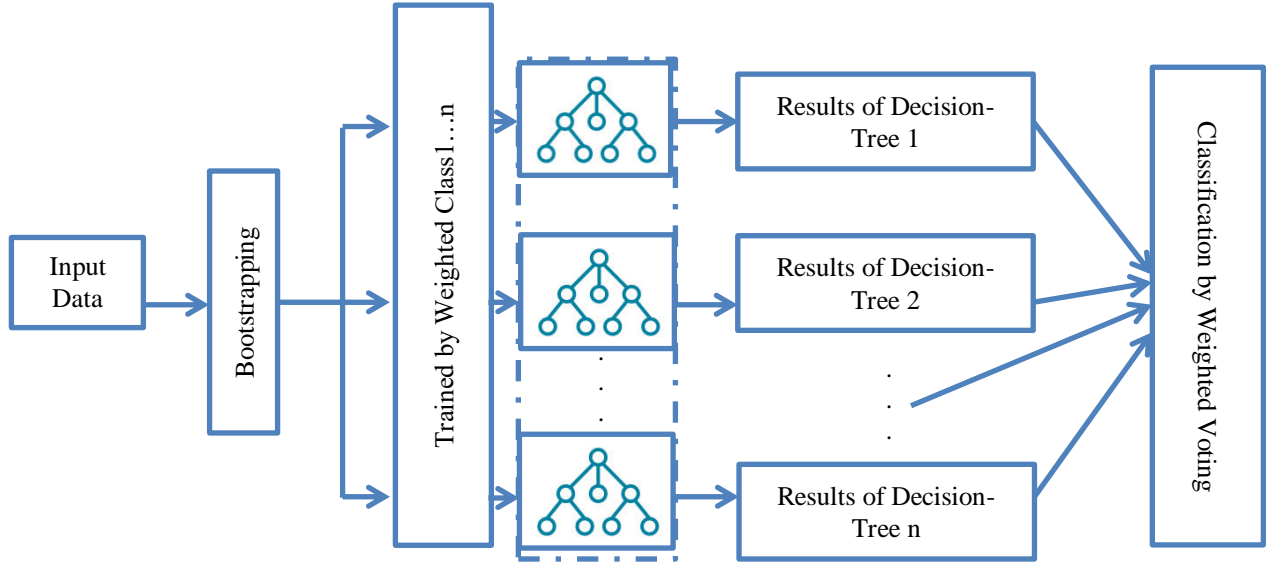 Input
Data
Bootstrapping
Trained by Weighted Class1…n
Results of Decision-
Tree 1
Results of Decision-
Tree 2
Results of Decision-
Tree n
Classification by Weighted Voting